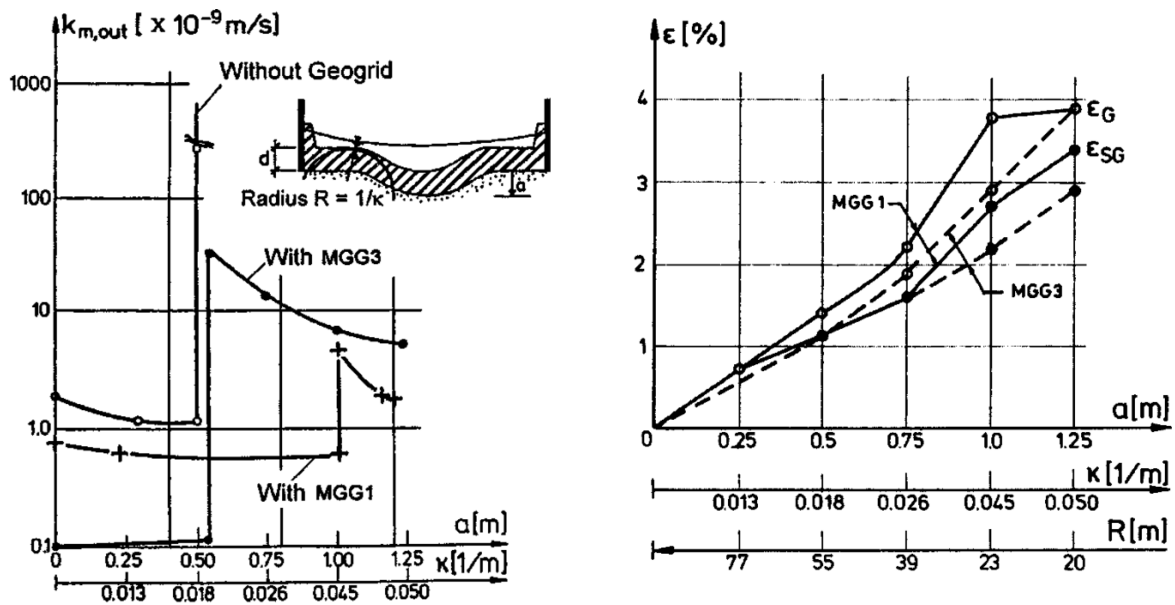 k_m,out [ x 10^-9 m/s]
1000
Without Geogrid
d
a
Radius R = 1/κ
100
With MGG3
10
1.0
With MGG1
0.1
a[m]
0 0.25 0.50 0.75 1.00 1.25
κ[1/m]
0.013 0.018 0.026 0.045 0.050
ε[%]
4
ε_G
ε_SG
3
MGG1
2
MGG3
1
a[m]
0 0.25 0.5 0.75 1.0 1.25
κ[1/m]
0.013 0.018 0.026 0.045 0.050
R[m]
77 55 39 23 20